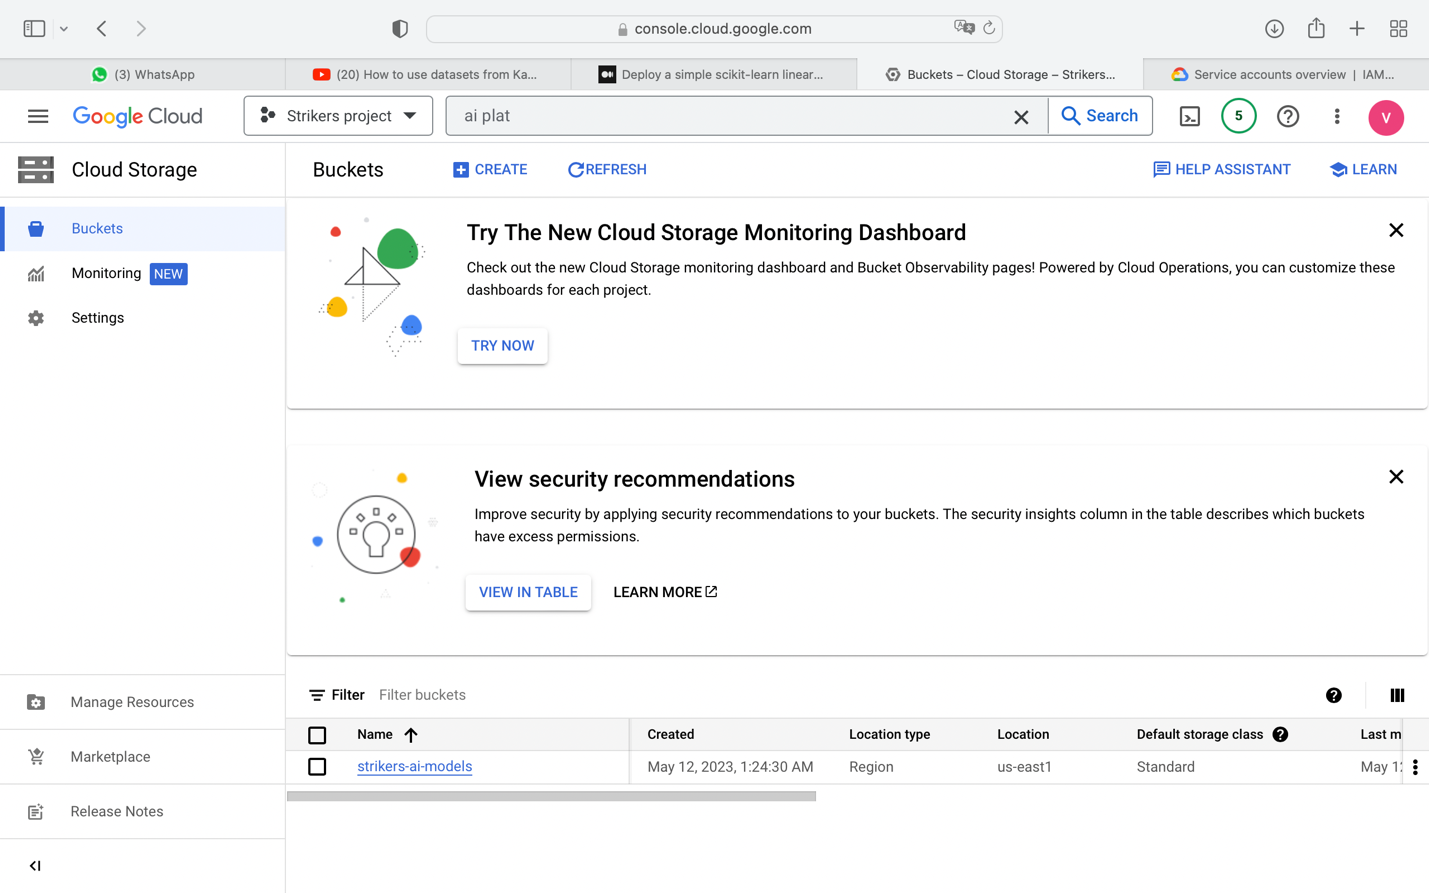 console.cloud.google.com
(3) WhatsApp
(20) How to use datasets from Ka...
Deploy a simple scikit-learn linear...
Buckets – Cloud Storage – Strikers...
Service accounts overview | IAM...
Google Cloud
Strikers project
ai plat
Search
5
V
Cloud Storage
Buckets
CREATE
REFRESH
HELP ASSISTANT
LEARN
Buckets
Monitoring NEW
Settings
Try The New Cloud Storage Monitoring Dashboard
Check out the new Cloud Storage monitoring dashboard and Bucket Observability pages! Powered by Cloud Operations, you can customize these
dashboards for each project.
TRY NOW
View security recommendations
Improve security by applying security recommendations to your buckets. The security insights column in the table describes which buckets
have excess permissions.
VIEW IN TABLE
LEARN MORE
Manage Resources
Marketplace
Release Notes
Filter Filter buckets
Name Created Location type Location Default storage class Last m
strikers-ai-models May 12, 2023, 1:24:30 AM Region us-east1 Standard May 12